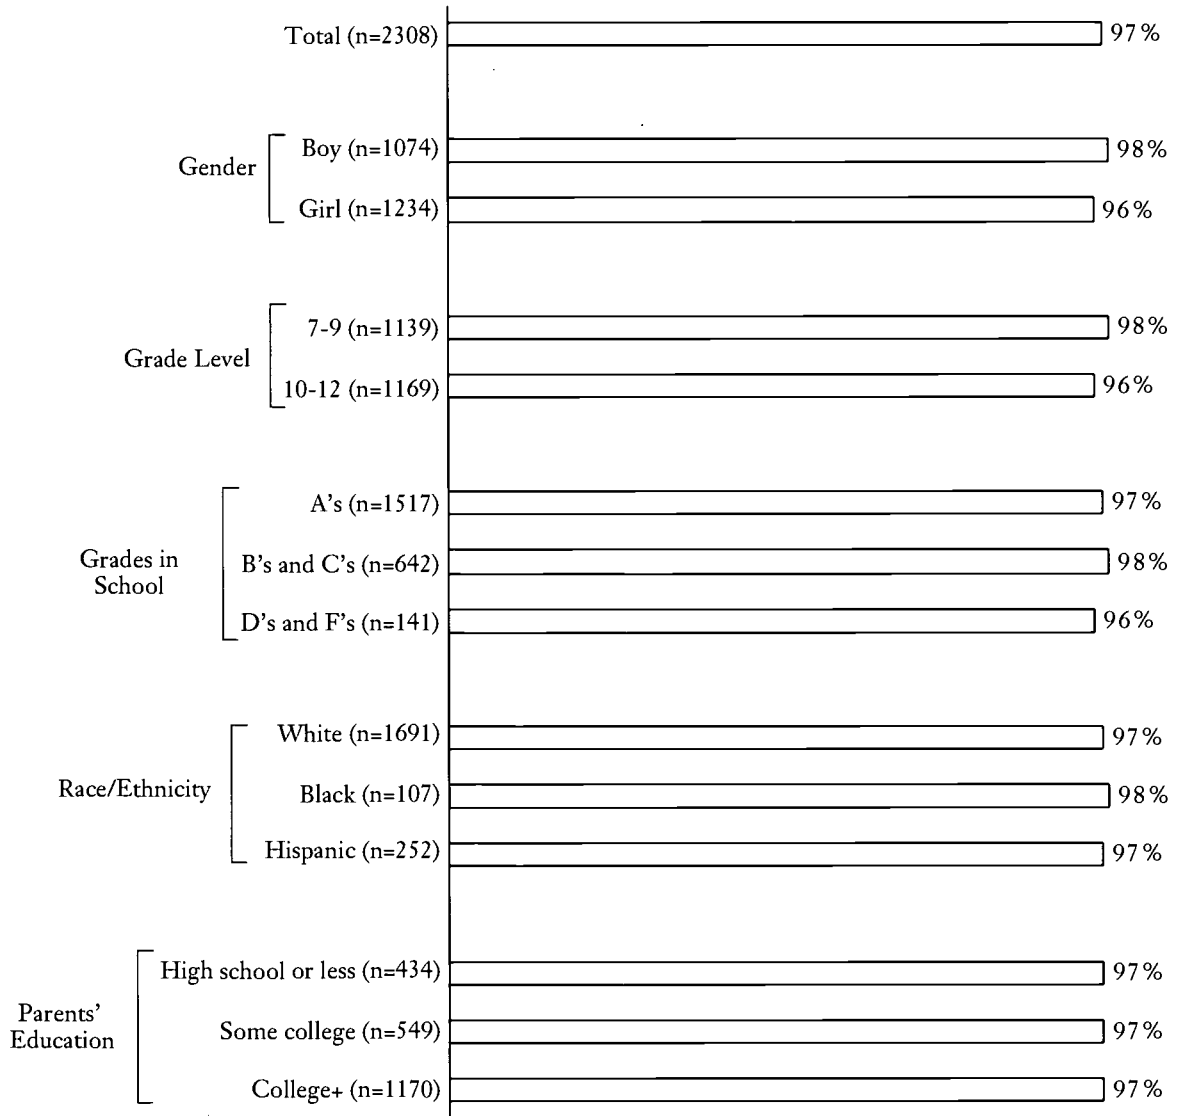 Total (n=2308) 97%
Gender
Boy (n=1074) 98%
Girl (n=1234) 96%
Grade Level
7-9 (n=1139) 98%
10-12 (n=1169) 96%
Grades in
School
A's (n=1517) 97%
B's and C's (n=642) 98%
D's and F's (n=141) 96%
Race/Ethnicity
White (n=1691) 97%
Black (n=107) 98%
Hispanic (n=252) 97%
Parents'
Education
High school or less (n=434) 97%
Some college (n=549) 97%
College+ (n=1170) 97%